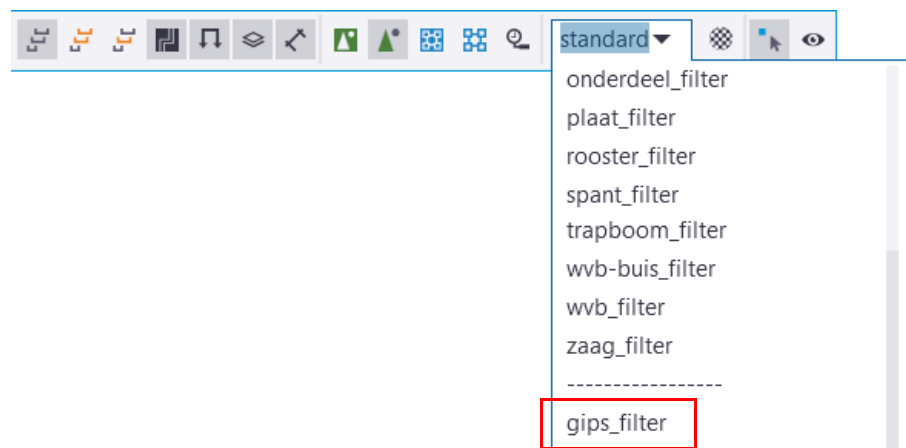 standard
onderdeel_filter
plaat_filter
rooster_filter
spant_filter
trapboom_filter
wvb-buis_filter
wvb_filter
zaag_filter
-----------------
gips_filter